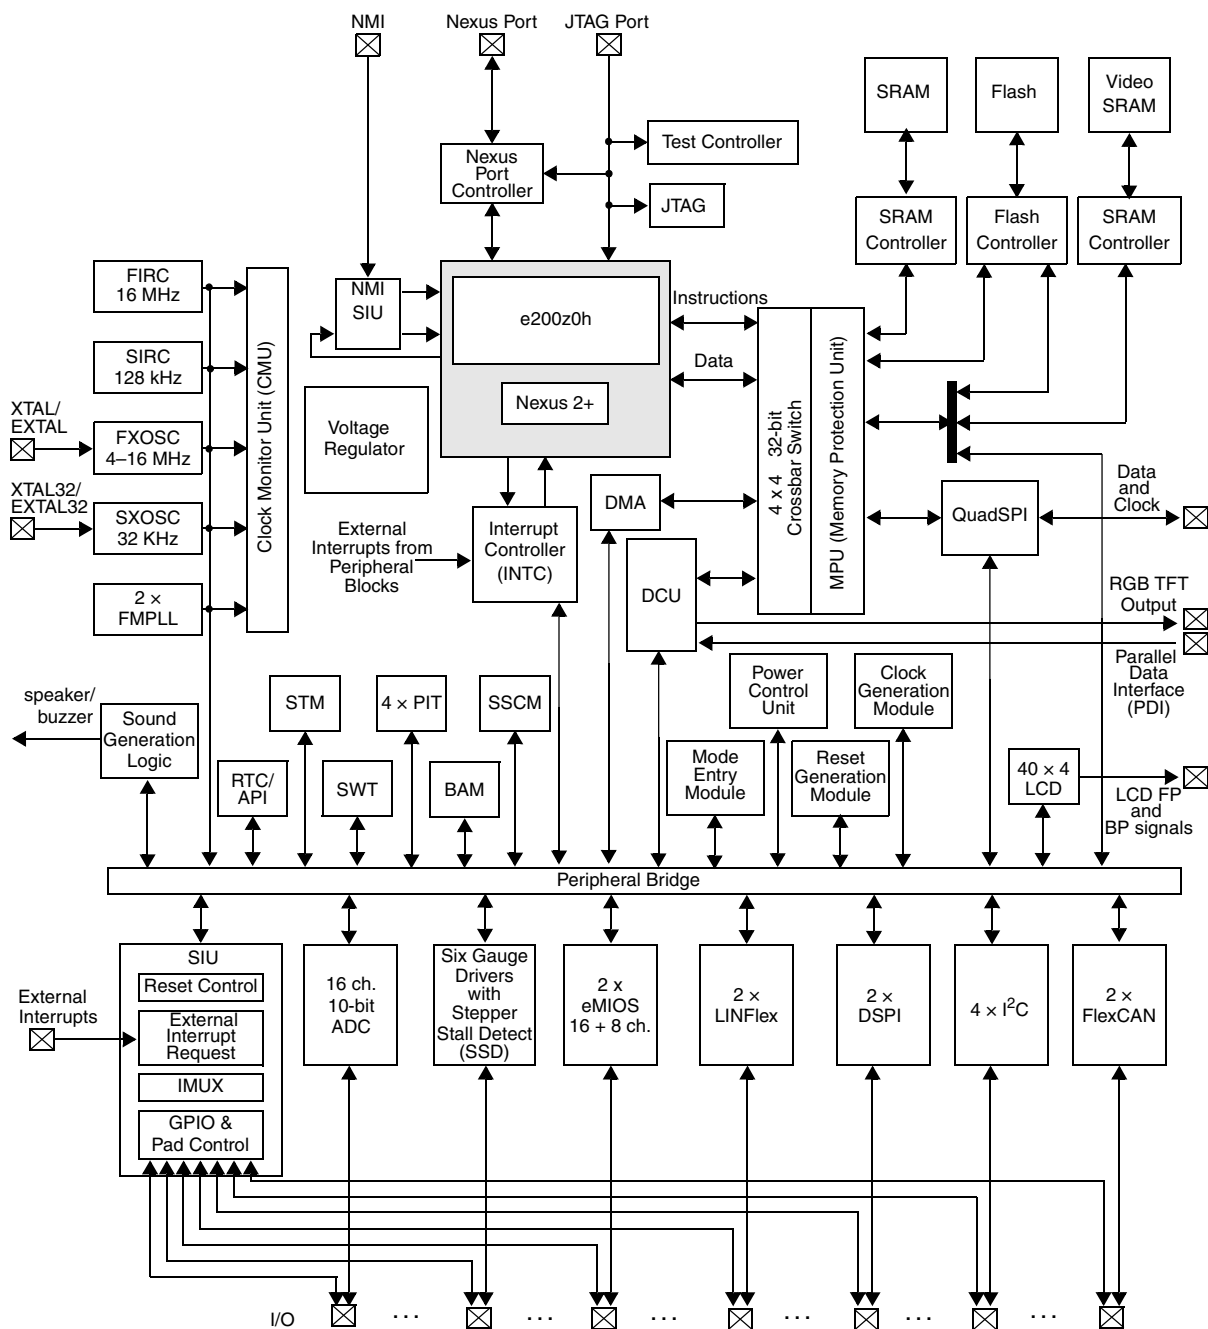 NMI
Nexus Port
JTAG Port
SRAM
Flash
Video
SRAM
Test Controller
Nexus
Port
Controller
JTAG
SRAM
Controller
Flash
Controller
SRAM
Controller
FIRC
16 MHz
NMI
SIU
e200z0h
Instructions
SIRC
128 kHz
Data
Nexus 2+
XTAL/
EXTAL
FXOSC
4–16 MHz
Clock Monitor Unit (CMU)
Voltage
Regulator
4 x 4 32-bit
Crossbar Switch
MPU (Memory Protection Unit)
XTAL32/
EXTAL32
SXOSC
32 KHz
DMA
QuadSPI
Data
and
Clock
External
Interrupts from
Peripheral
Blocks
Interrupt
Controller
(INTC)
2 ×
FMPLL
DCU
RGB TFT
Output
Parallel
Data
Interface
(PDI)
speaker/
buzzer
Sound
Generation
Logic
STM
4 × PIT
SSCM
Power
Control
Unit
Clock
Generation
Module
RTC/
API
SWT
BAM
Mode
Entry
Module
Reset
Generation
Module
40 × 4
LCD
LCD FP
and
BP signals
Peripheral Bridge
SIU
Reset Control
External
Interrupts
External
Interrupt
Request
IMUX
GPIO &
Pad Control
16 ch.
10-bit
ADC
Six Gauge
Drivers
with
Stepper
Stall Detect
(SSD)
2 x
eMIOS
16 + 8 ch.
2 ×
LINFlex
2 ×
DSPI
4 × I²C
2 ×
FlexCAN
I/O
... ... ... ... ... ...